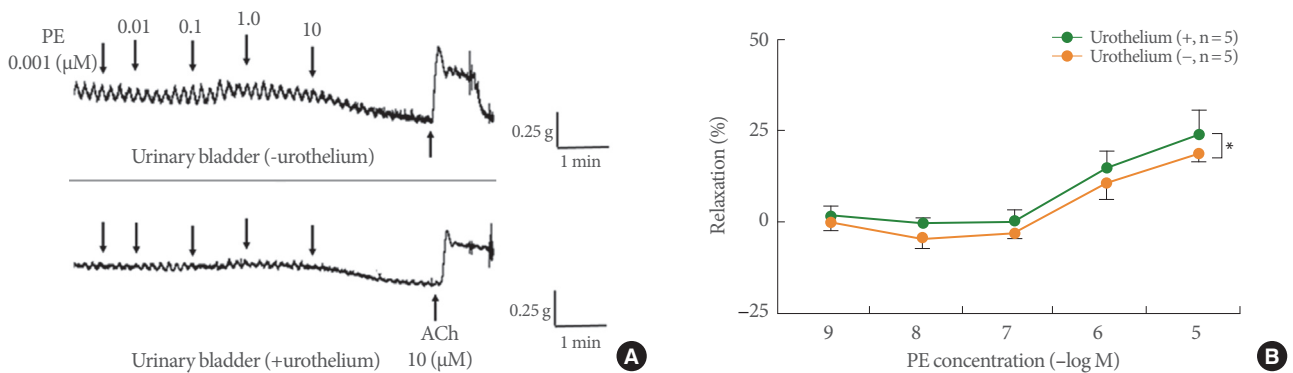 PE
0.001 (μM)
0.01
0.1
1.0
10
Urinary bladder (-urothelium)
0.25 g
1 min
Urinary bladder (+urothelium)
ACh
10 (μM)
0.25 g
1 min
A
50
25
0
−25
Relaxation (%)
Urothelium (+, n=5)
Urothelium (−, n=5)
*
9 8 7 6 5
PE concentration (−log M)
B